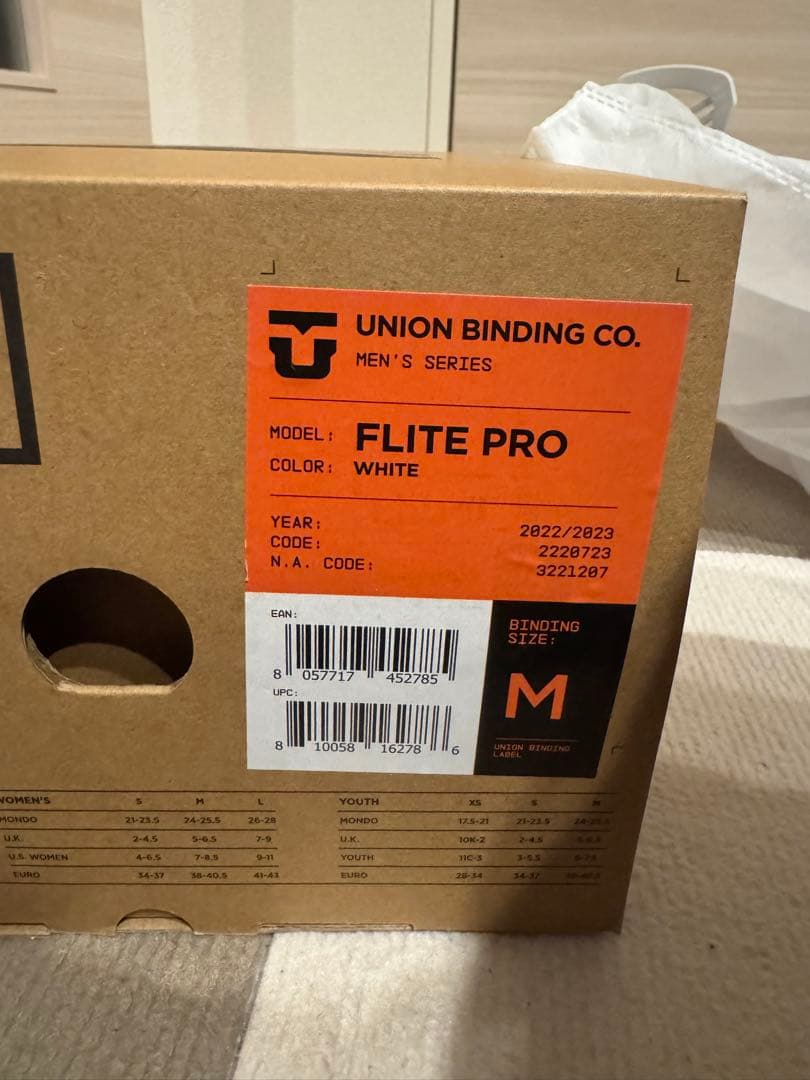 UNION BINDING CO.
MEN'S SERIES
MODEL: FLITE PRO
COLOR: WHITE
YEAR: 2022/2023
CODE: 2220723
N.A. CODE: 3221207
EAN:
8 057717 452785
UPC:
8 10058 16278 6
BINDING
SIZE:
M
UNION BINDING
LABEL
WOMEN'S S M L
MONDO 21-23.5 24-25.5 26-28
U.K. 2-4.5 5-6.5 7-9
U.S. WOMEN 4-6.5 7-8.5 9-11
EURO 34-37 38-40.5 41-43
YOUTH XS S M
MONDO 17.5-21 21-23.5
U.K. 10K-2 2-4.5
YOUTH 11C-3 3-5.5
EURO 28-34 34-37